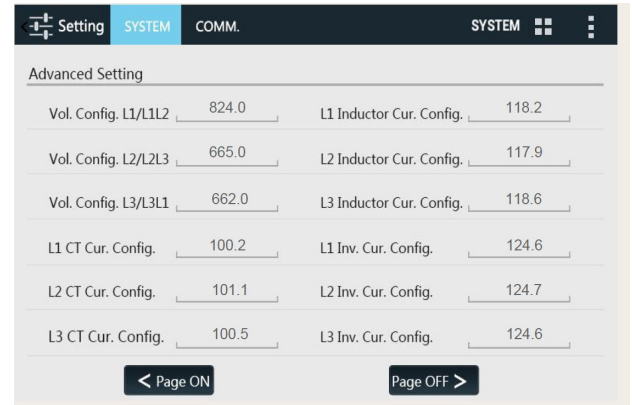 Setting SYSTEM COMM. SYSTEM
Advanced Setting
Vol. Config. L1/L1L2 824.0 L1 Inductor Cur. Config. 118.2
Vol. Config. L2/L2L3 665.0 L2 Inductor Cur. Config. 117.9
Vol. Config. L3/L3L1 662.0 L3 Inductor Cur. Config. 118.6
L1 CT Cur. Config. 100.2 L1 Inv. Cur. Config. 124.6
L2 CT Cur. Config. 101.1 L2 Inv. Cur. Config. 124.7
L3 CT Cur. Config. 100.5 L3 Inv. Cur. Config. 124.6
< Page ON Page OFF >